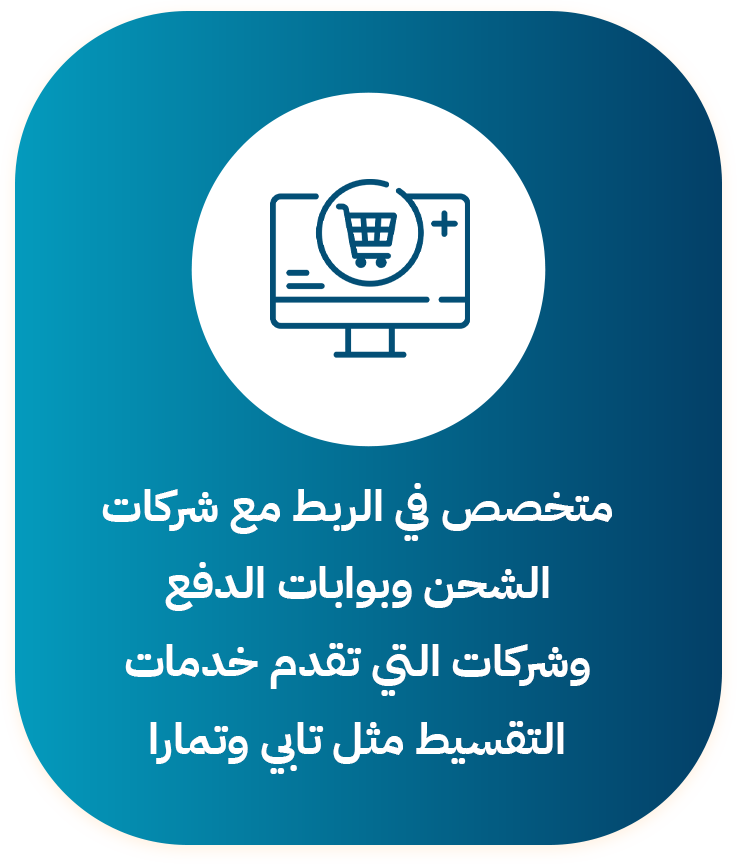 متخصص في الربط مع شركات
الشحن وبوابات الدفع
وشركات التي تقدم خدمات
التقسيط مثل تابي وتمارا